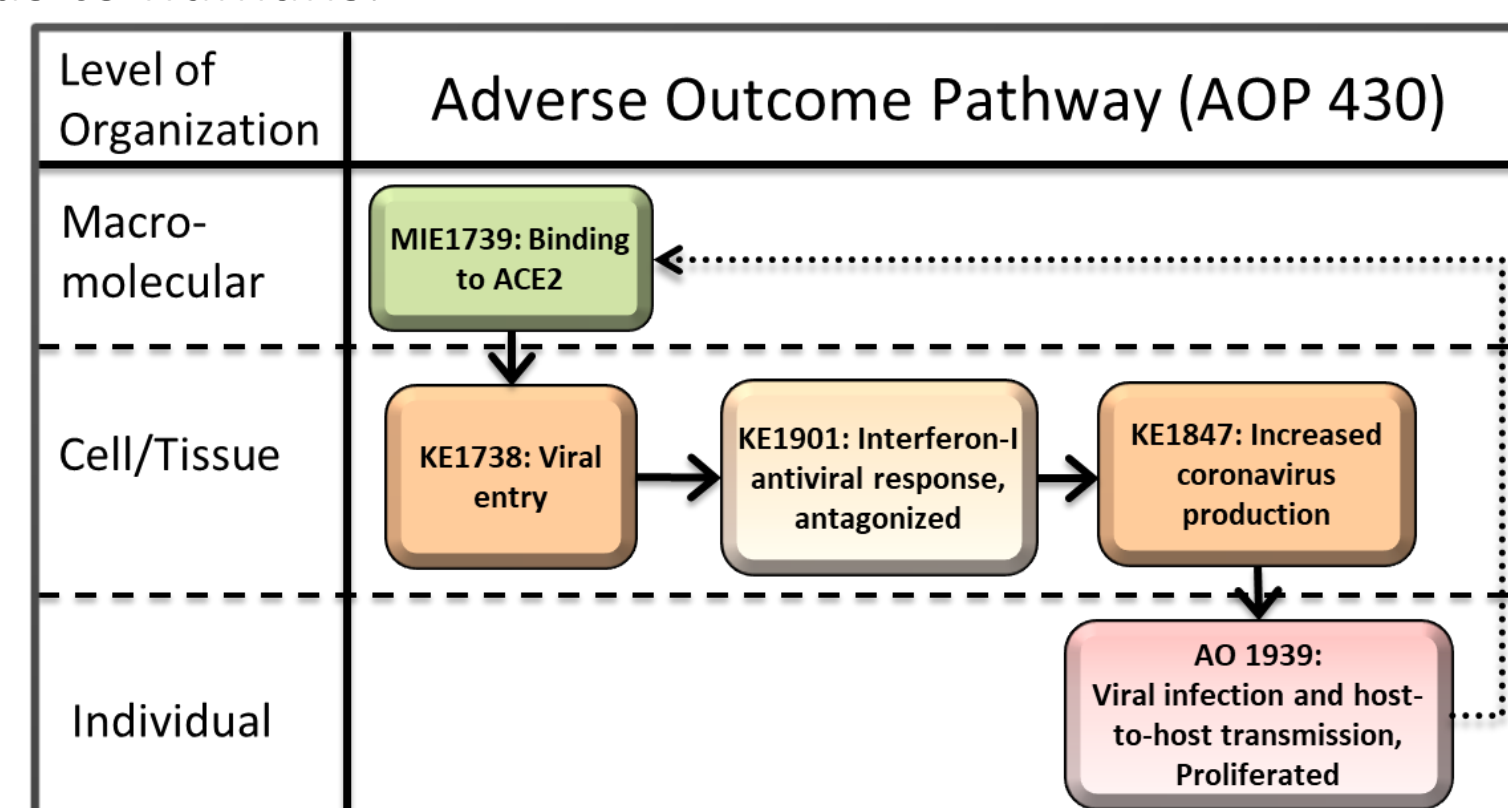 Level of
Organization
Adverse Outcome Pathway (AOP 430)
Macro-
molecular
MIE1739: Binding
to ACE2
Cell/Tissue
KE1738: Viral
entry
KE1901: Interferon-I
antiviral response,
antagonized
KE1847: Increased
coronavirus
production
Individual
AO 1939:
Viral infection and host-
to-host transmission,
Proliferated